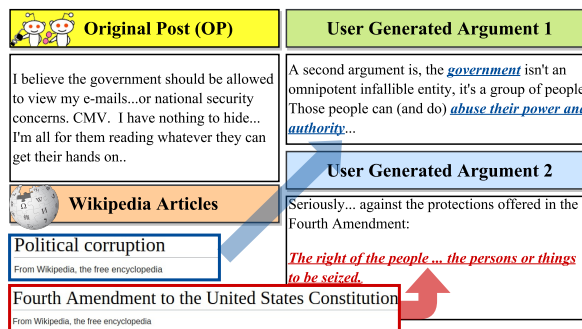 Original Post (OP)
I believe the government should be allowed
to view my e-mails...or national security
concerns. CMV.  I have nothing to hide...
I'm all for them reading whatever they can
get their hands on..
Wikipedia Articles
Political corruption
From Wikipedia, the free encyclopedia
Fourth Amendment to the United States Constitution
From Wikipedia, the free encyclopedia
User Generated Argument 1
A second argument is, the government isn't an
omnipotent infallible entity, it's a group of people
Those people can (and do) abuse their power and
authority...
User Generated Argument 2
Seriously... against the protections offered in the
Fourth Amendment:
The right of the people ... the persons or things
to be seized.